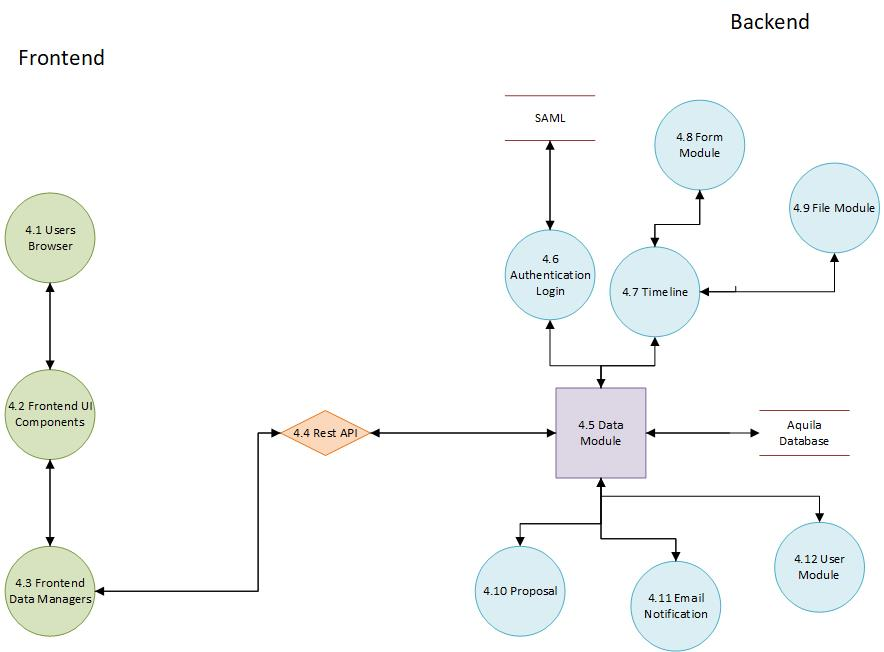 Backend
Frontend
SAML
4.8 Form
Module
4.9 File Module
4.1 Users
Browser
4.6
Authentication
Login
4.7 Timeline
4.2 Frontend UI
Components
4.4 Rest API
4.5 Data
Module
Aquila
Database
4.3 Frontend
Data Managers
4.10 Proposal
4.11 Email
Notification
4.12 User
Module